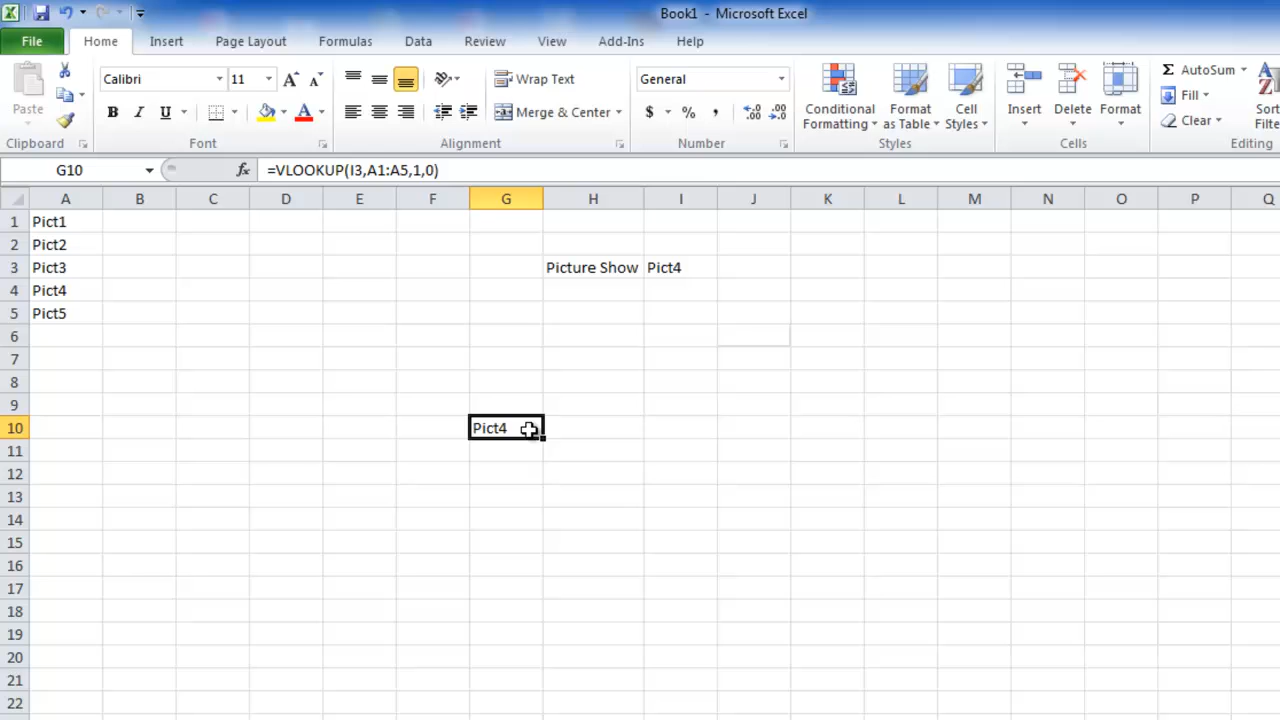 Book1 - Microsoft Excel
File Home Insert Page Layout Formulas Data Review View Add-Ins Help
Paste
Calibri 11
Wrap Text
General
Conditional Formatting
Format as Table
Cell Styles
Insert
Delete
Format
Σ AutoSum
Fill
Clear
Sort
Filte
B I U
A
Merge & Center
$ % ,
Clipboard Font Alignment Number Styles Cells Editing
G10 fx =VLOOKUP(I3,A1:A5,1,0)
A B C D E F G H I J K L M N O P Q
1 Pict1
2 Pict2
3 Pict3 Picture Show Pict4
4 Pict4
5 Pict5
6
7
8
9
10 Pict4
11
12
13
14
15
16
17
18
19
20
21
22